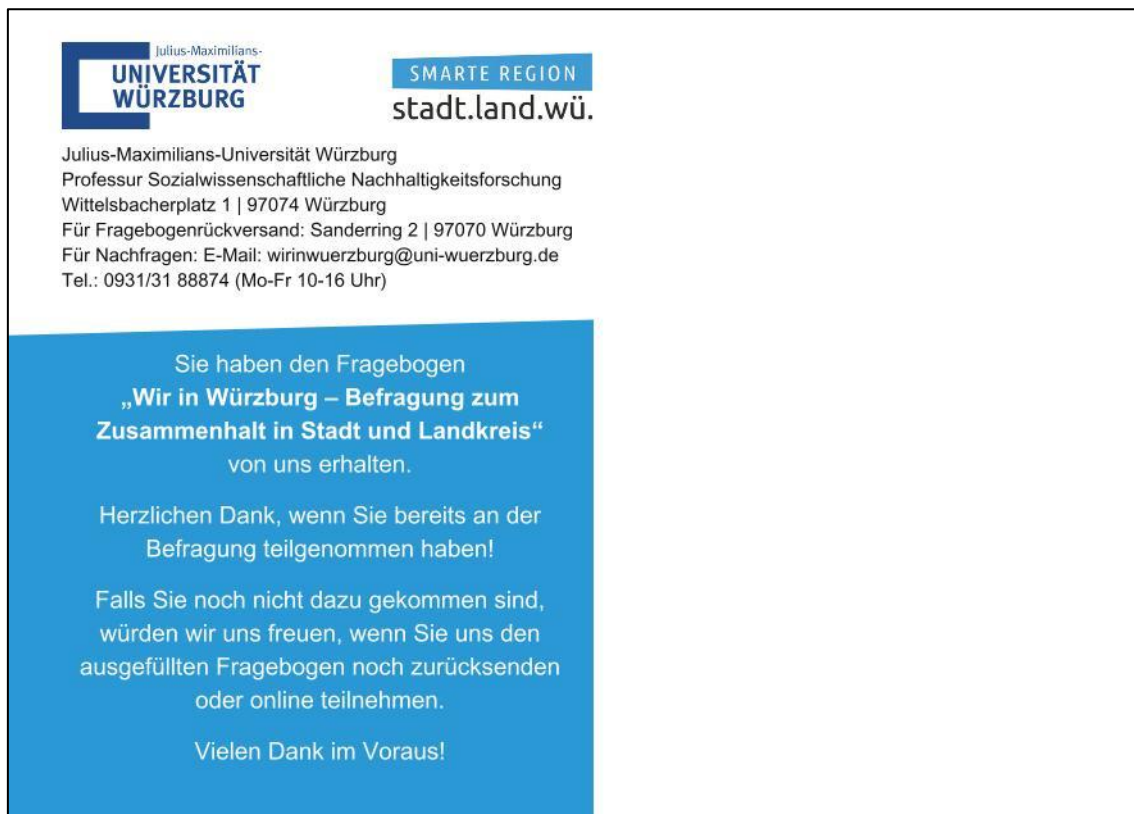 Julius-Maximilians-
UNIVERSITÄT
WÜRZBURG
SMARTE REGION
stadt.land.wü.
Julius-Maximilians-Universität Würzburg
Professur Sozialwissenschaftliche Nachhaltigkeitsforschung
Wittelsbacherplatz 1 | 97074 Würzburg
Für Fragebogenrückversand: Sanderring 2 | 97070 Würzburg
Für Nachfragen: E-Mail: wirinwuerzburg@uni-wuerzburg.de
Tel.: 0931/31 88874 (Mo-Fr 10-16 Uhr)
Sie haben den Fragebogen
„Wir in Würzburg – Befragung zum
Zusammenhalt in Stadt und Landkreis“
von uns erhalten.
Herzlichen Dank, wenn Sie bereits an der
Befragung teilgenommen haben!
Falls Sie noch nicht dazu gekommen sind,
würden wir uns freuen, wenn Sie uns den
ausgefüllten Fragebogen noch zurücksenden
oder online teilnehmen.
Vielen Dank im Voraus!